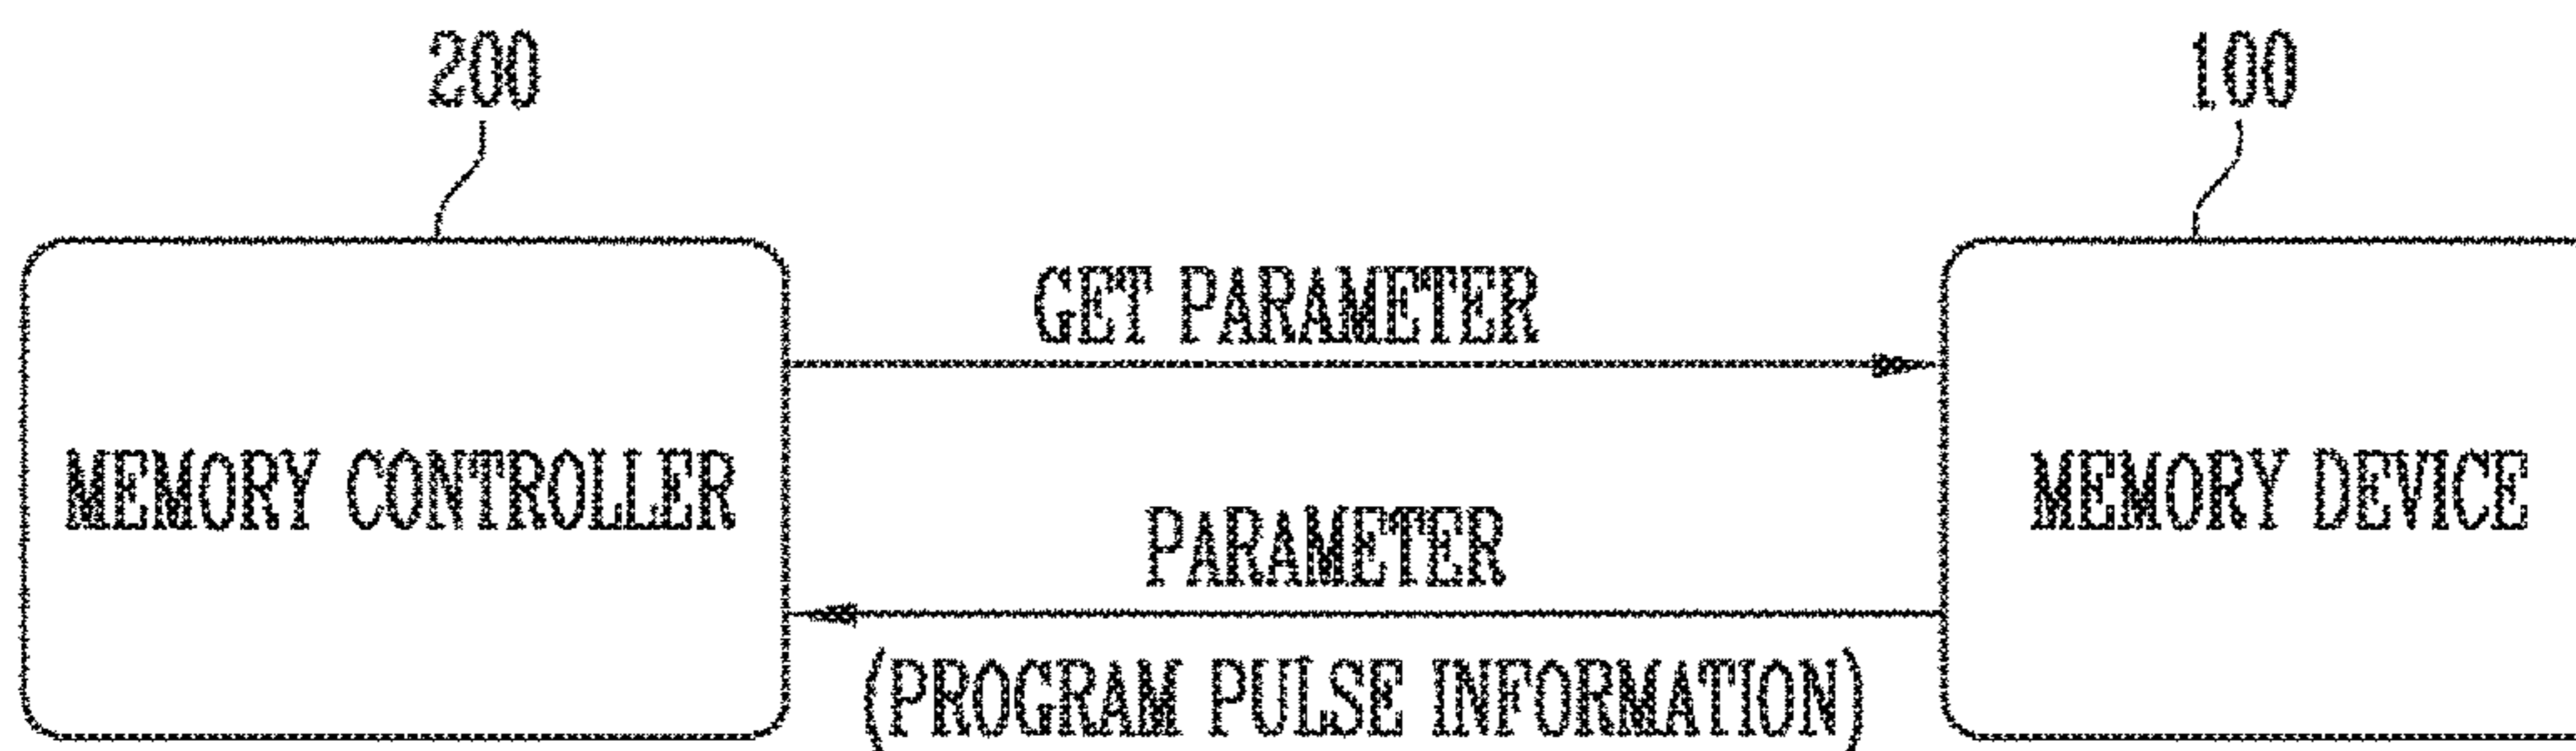 200
100
GET PARAMETER
MEMORY CONTROLLER
MEMORY DEVICE
PARAMETER
(PROGRAM PULSE INFORMATION)